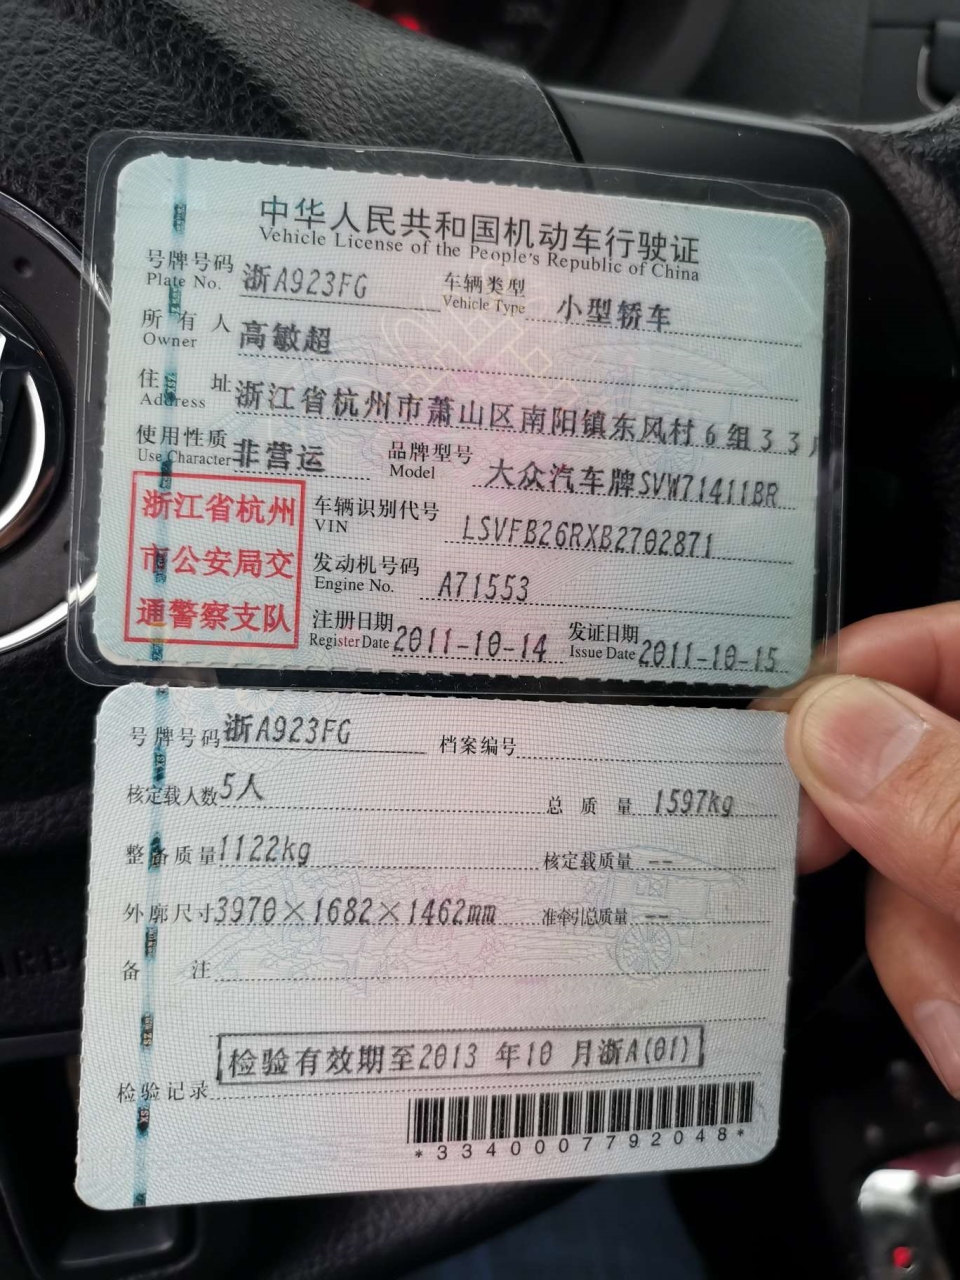 中华人民共和国机动车行驶证
Vehicle License of the People's Republic of China
号牌号码 浙A923FG 车辆类型 小型轿车
Plate No. Vehicle Type
所有人 高敏超
Owner
住址 浙江省杭州市萧山区南阳镇东风村6组33
Address
使用性质 非营运 品牌型号 大众汽车牌SVW71411BR
Use Character Model
浙江省杭州
市公安局交
通警察支队
车辆识别代号 LSVFB26RXB2702871
VIN
发动机号码 A71553
Engine No.
注册日期 2011-10-14 发证日期 2011-10-15
Register Date Issue Date
号牌号码 浙A923FG 档案编号
核定载人数 5人 总质量 1597kg
整备质量 1122kg 核定载质量 --
外廓尺寸 3970×1682×1462mm 准牵引总质量 --
备注
检验有效期至2013年10月浙A(01)
检验记录
*3340007792048*